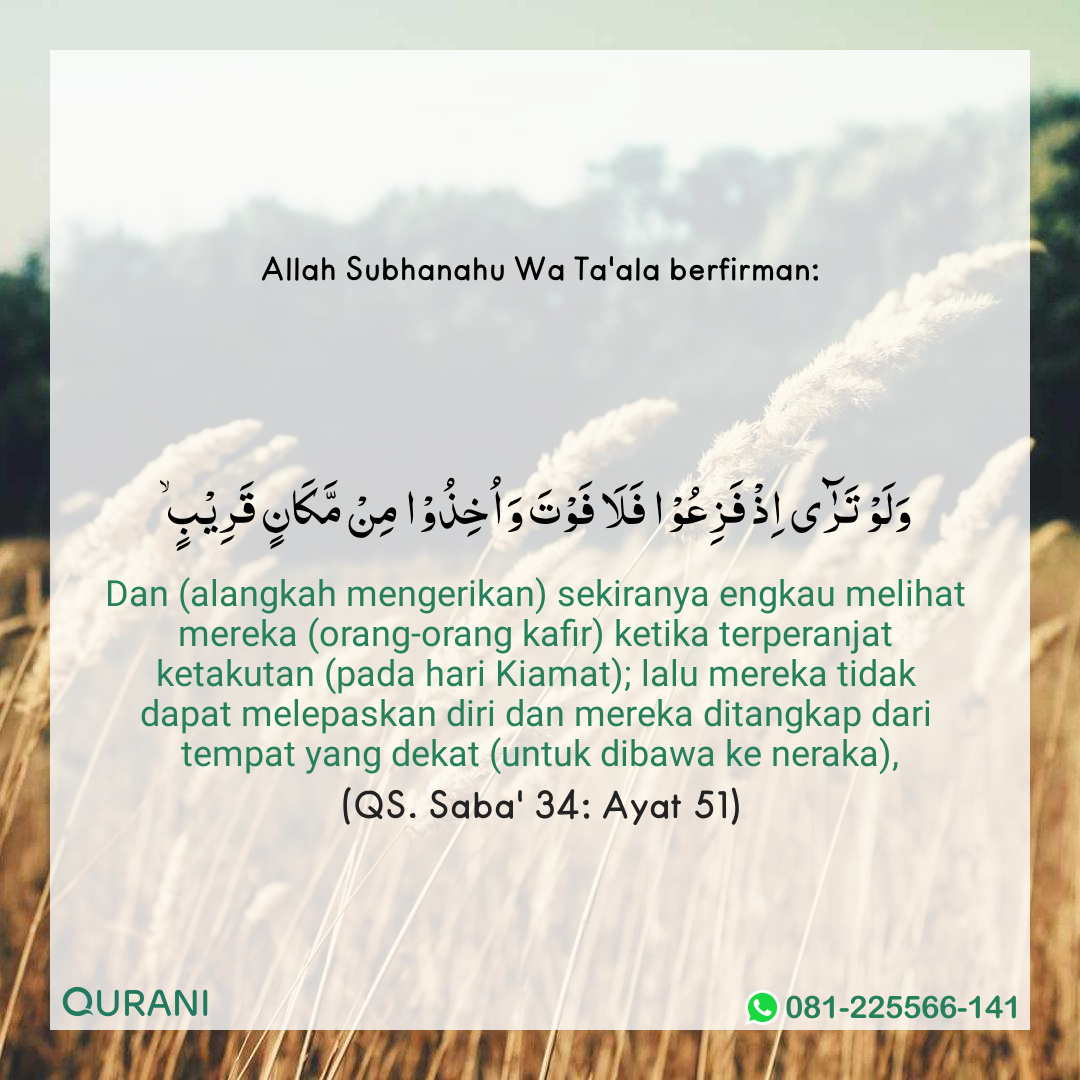 Allah Subhanahu Wa Ta'ala berfirman:
وَلَوْ تَرٰٓى اِذْ فَزِعُوْا فَلَا فَوْتَ وَاُخِذُوْا مِنْ مَّكَانٍ قَرِيْبٍۙ
Dan (alangkah mengerikan) sekiranya engkau melihat
mereka (orang-orang kafir) ketika terperanjat
ketakutan (pada hari Kiamat); lalu mereka tidak
dapat melepaskan diri dan mereka ditangkap dari
tempat yang dekat (untuk dibawa ke neraka),
(QS. Saba' 34: Ayat 51)
QURANI
081-225566-141